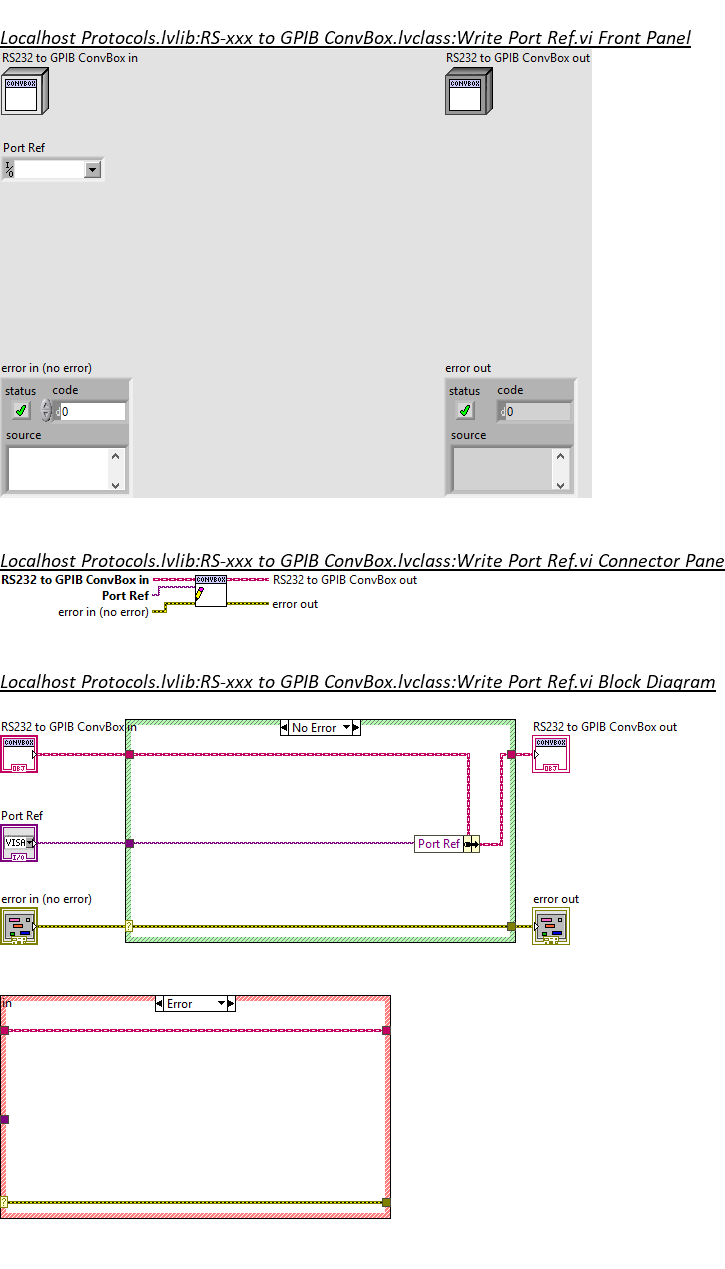 Localhost Protocols.lvlib:RS-xxx to GPIB ConvBox.lvclass:Write Port Ref.vi Front Panel
RS232 to GPIB ConvBox in
RS232 to GPIB ConvBox out
CONVBOX
CONVBOX
Port Ref
I/O
error in (no error)
error out
status code
status code
d 0
d 0
source
source
Localhost Protocols.lvlib:RS-xxx to GPIB ConvBox.lvclass:Write Port Ref.vi Connector Pane
RS232 to GPIB ConvBox in
CONVBOX
RS232 to GPIB ConvBox out
Port Ref
error in (no error)
error out
Localhost Protocols.lvlib:RS-xxx to GPIB ConvBox.lvclass:Write Port Ref.vi Block Diagram
RS232 to GPIB ConvBox in
No Error
RS232 to GPIB ConvBox out
CONVBOX
OBJ
CONVBOX
OBJ
Port Ref
VISA
I/O
Port Ref
error in (no error)
error out
?
in
Error
?